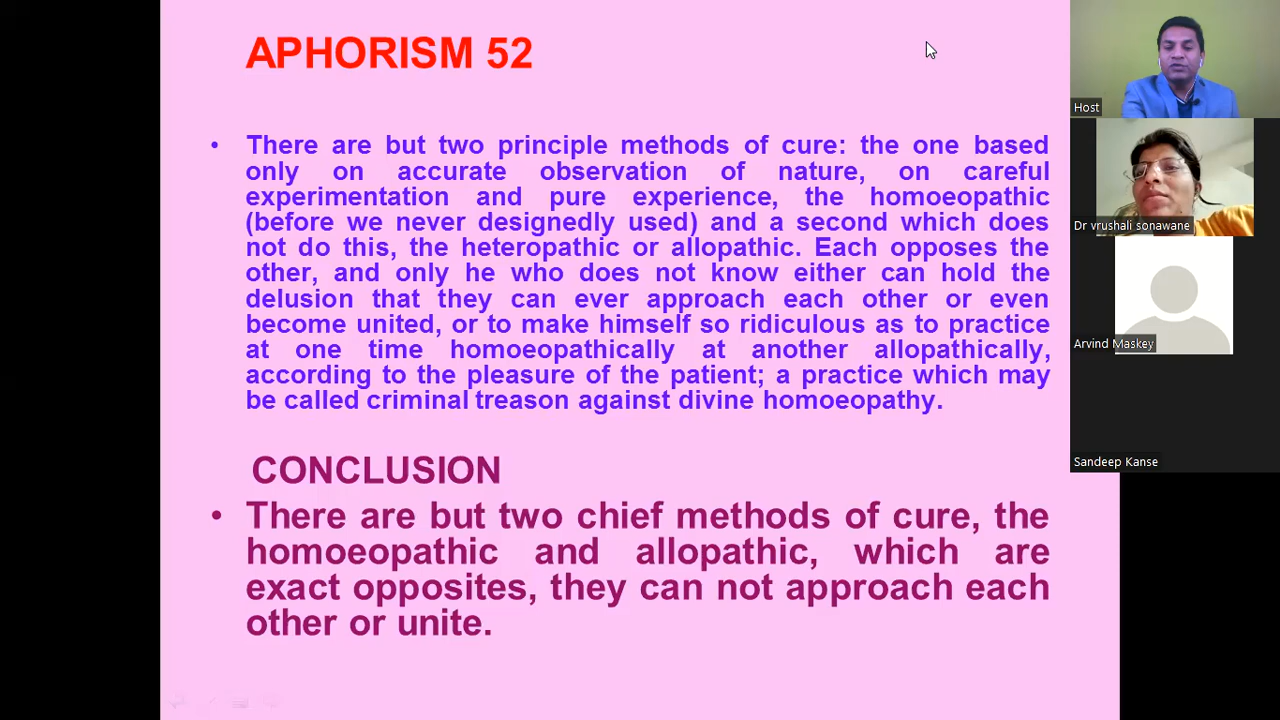 APHORISM 52
• There are but two principle methods of cure: the one based
only on accurate observation of nature, on careful
experimentation and pure experience, the homoeopathic
(before we never designedly used) and a second which does
not do this, the heteropathic or allopathic. Each opposes the
other, and only he who does not know either can hold the
delusion that they can ever approach each other or even
become united, or to make himself so ridiculous as to practice
at one time homoeopathically at another allopathically,
according to the pleasure of the patient; a practice which may
be called criminal treason against divine homoeopathy.
CONCLUSION
• There are but two chief methods of cure, the
homoeopathic and allopathic, which are
exact opposites, they can not approach each
other or unite.
Host
Dr vrushali sonawane
Arvind Maskey
Sandeep Kanse